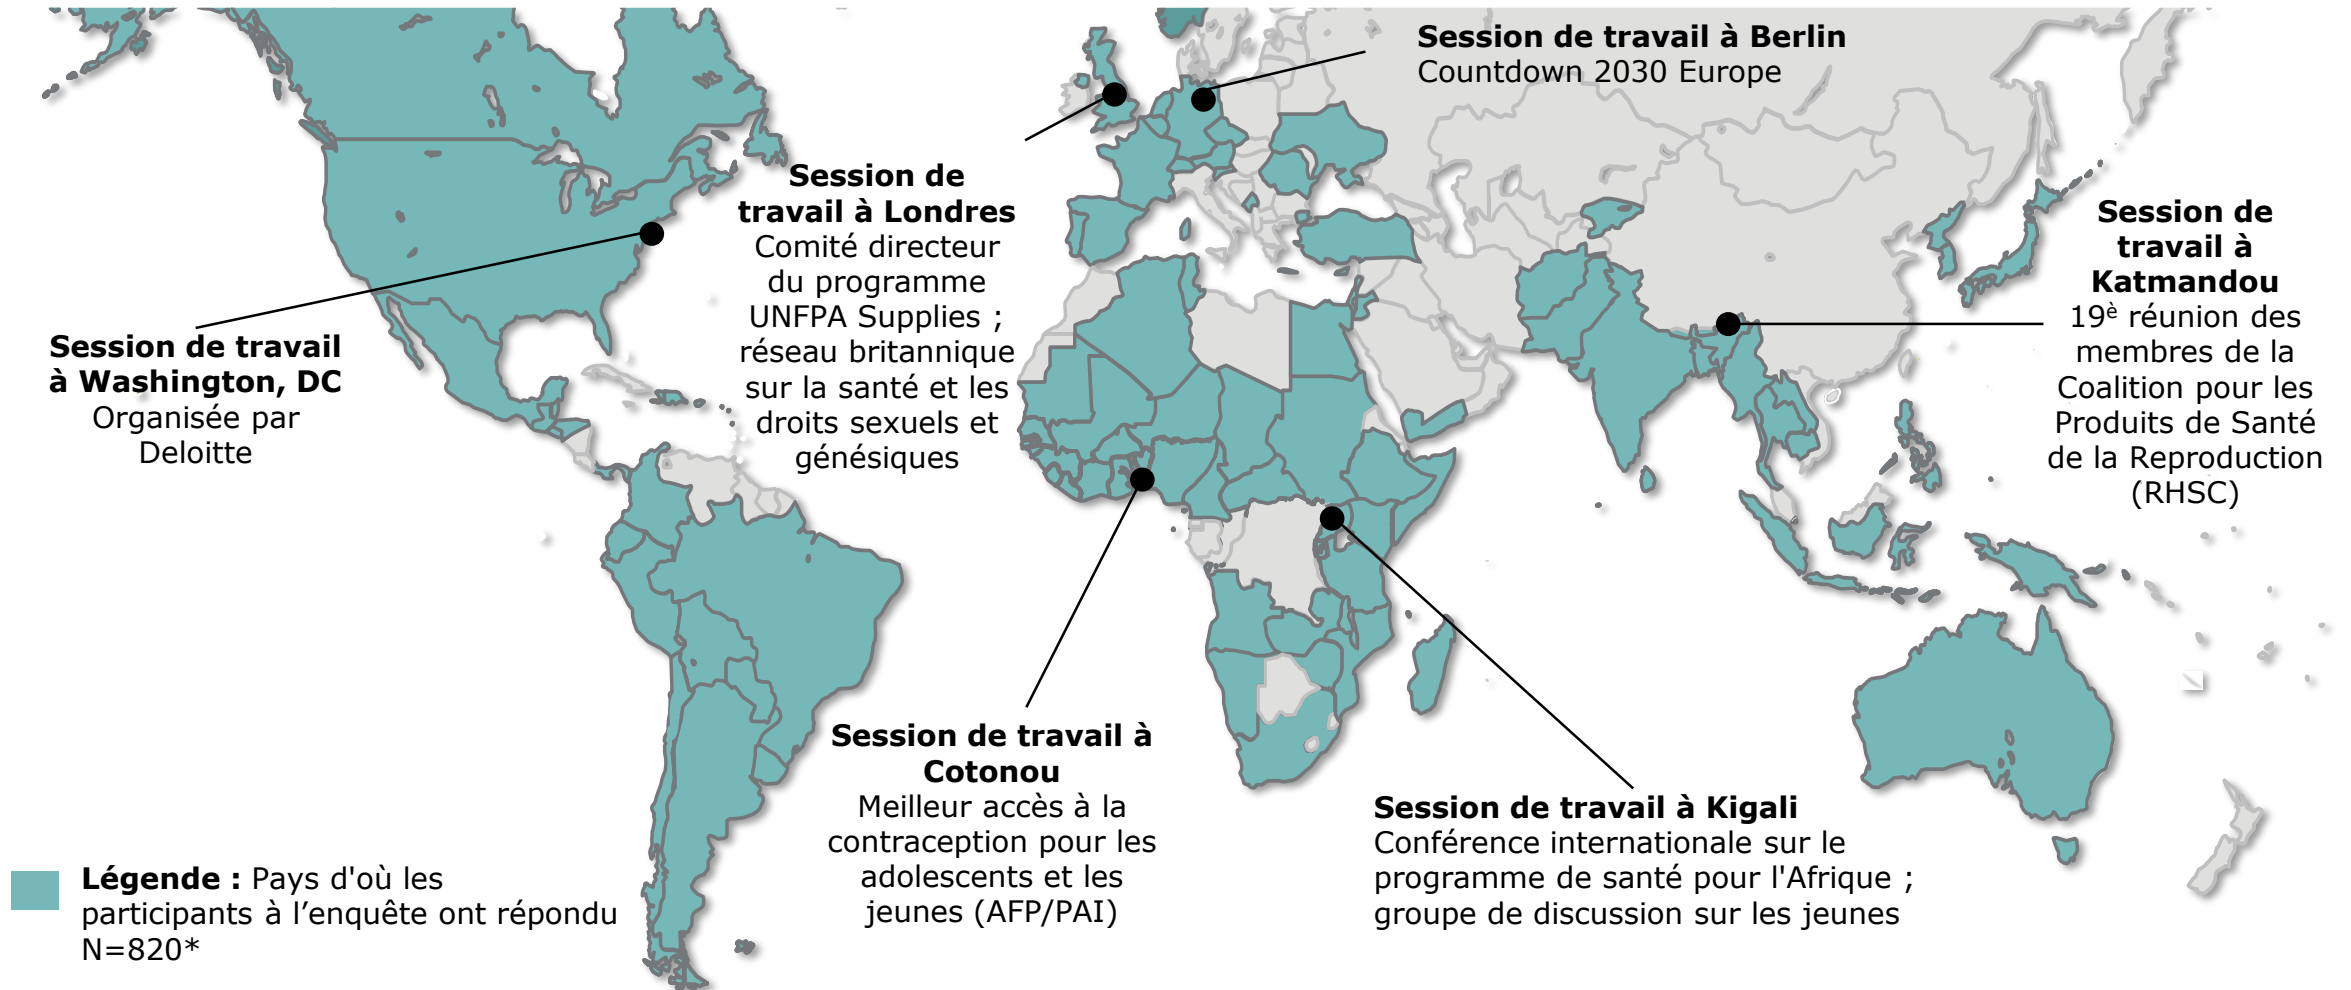 Session de travail à Berlin
Countdown 2030 Europe
Session de
travail à Londres
Comité directeur
du programme
UNFPA Supplies ;
réseau britannique
sur la santé et les
droits sexuels et
génésiques
Session de
travail à
Katmandou
19è réunion des
membres de la
Coalition pour les
Produits de Santé
de la Reproduction
(RHSC)
Session de travail
à Washington, DC
Organisée par
Deloitte
Session de travail à
Cotonou
Meilleur accès à la
contraception pour les
adolescents et les
jeunes (AFP/PAI)
Session de travail à Kigali
Conférence internationale sur le
programme de santé pour l'Afrique ;
groupe de discussion sur les jeunes
Légende : Pays d'où les
participants à l’enquête ont répondu
N=820*